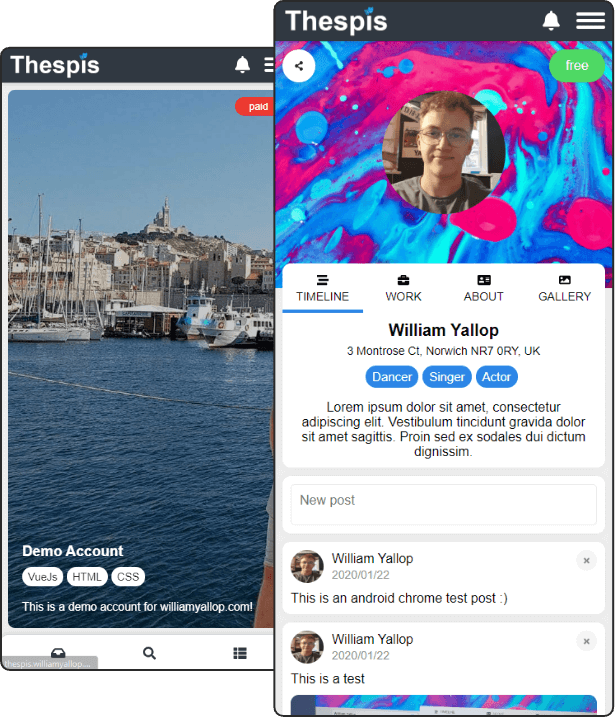 Thespis
paid
Demo Account
VueJs HTML CSS
This is a demo account for williamyallop.com!
thespis.williamyallop....
Thespis
free
TIMELINE WORK ABOUT GALLERY
William Yallop
3 Montrose Ct, Norwich NR7 0RY, UK
Dancer Singer Actor
Lorem ipsum dolor sit amet, consectetur
adipiscing elit. Vestibulum tincidunt gravida dolor
sit amet sagittis. Proin sed ex sodales dui dictum
dignissim.
New post
William Yallop
2020/01/22
This is an android chrome test post :)
William Yallop
2020/01/22
This is a test